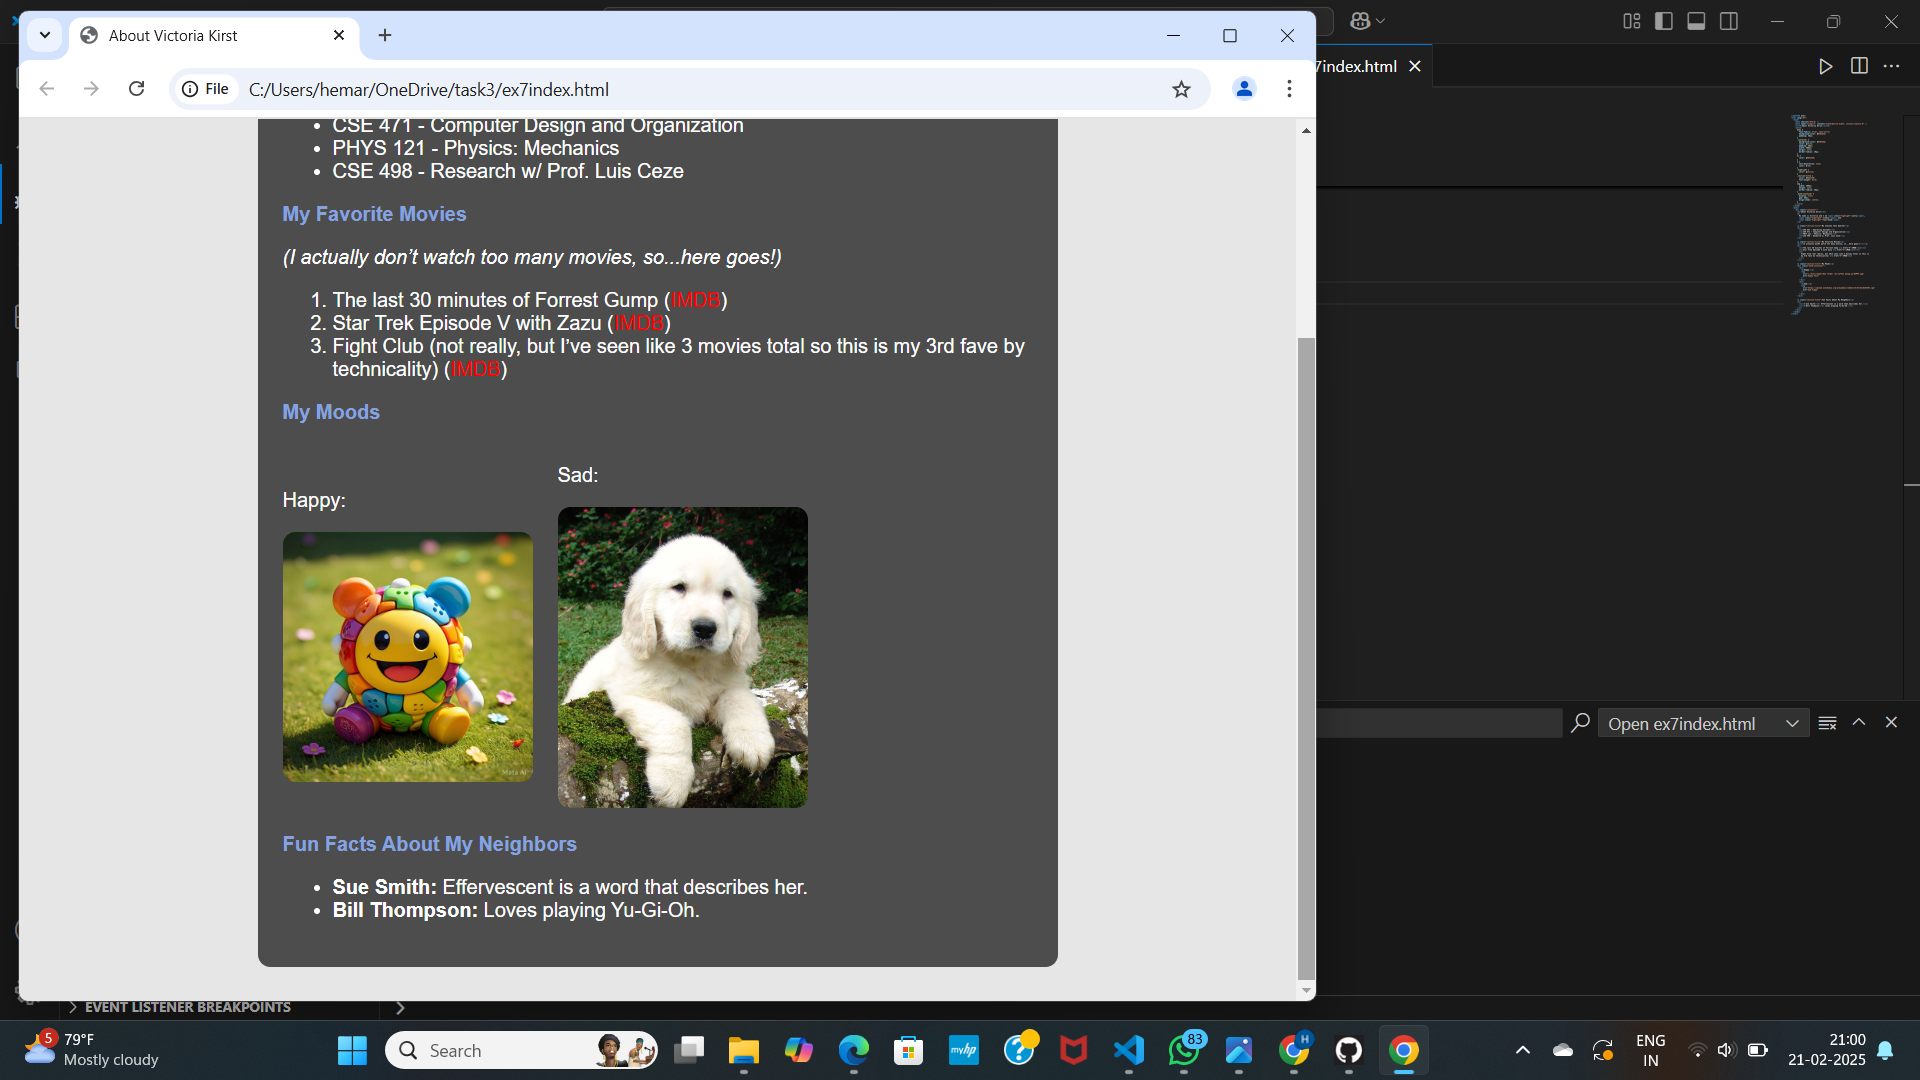 About Victoria Kirst
7index.html
File
C:/Users/hemar/OneDrive/task3/ex7index.html
CSE 471 - Computer Design and Organization
PHYS 121 - Physics: Mechanics
CSE 498 - Research w/ Prof. Luis Ceze
My Favorite Movies
(I actually don’t watch too many movies, so...here goes!)
1. The last 30 minutes of Forrest Gump (IMDB)
2. Star Trek Episode V with Zazu (IMDB)
3. Fight Club (not really, but I’ve seen like 3 movies total so this is my 3rd fave by
technicality) (IMDB)
My Moods
Happy:
Sad:
Meta AI
Open ex7index.html
Fun Facts About My Neighbors
Sue Smith: Effervescent is a word that describes her.
Bill Thompson: Loves playing Yu-Gi-Oh.
EVENT LISTENER BREAKPOINTS
5
79°F
Mostly cloudy
Search
myhp
83
H
ENG
IN
21:00
21-02-2025